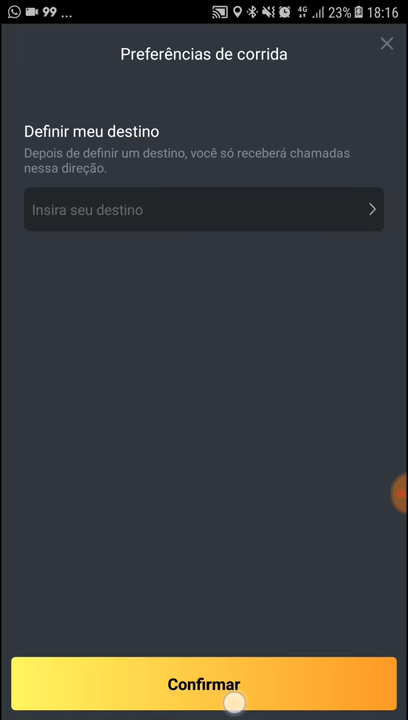 99 ... 4G 23% 18:16
Preferências de corrida
Definir meu destino
Depois de definir um destino, você só receberá chamadas
nessa direção.
Insira seu destino
Confirmar